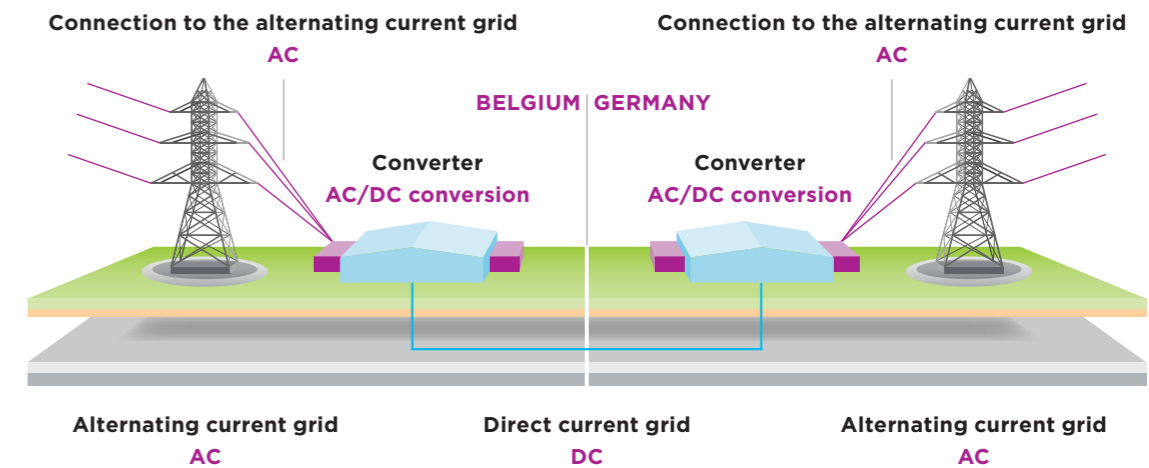 Connection to the alternating current grid
AC
Connection to the alternating current grid
AC
BELGIUM GERMANY
Converter
AC/DC conversion
Converter
AC/DC conversion
Alternating current grid
AC
Direct current grid
DC
Alternating current grid
AC